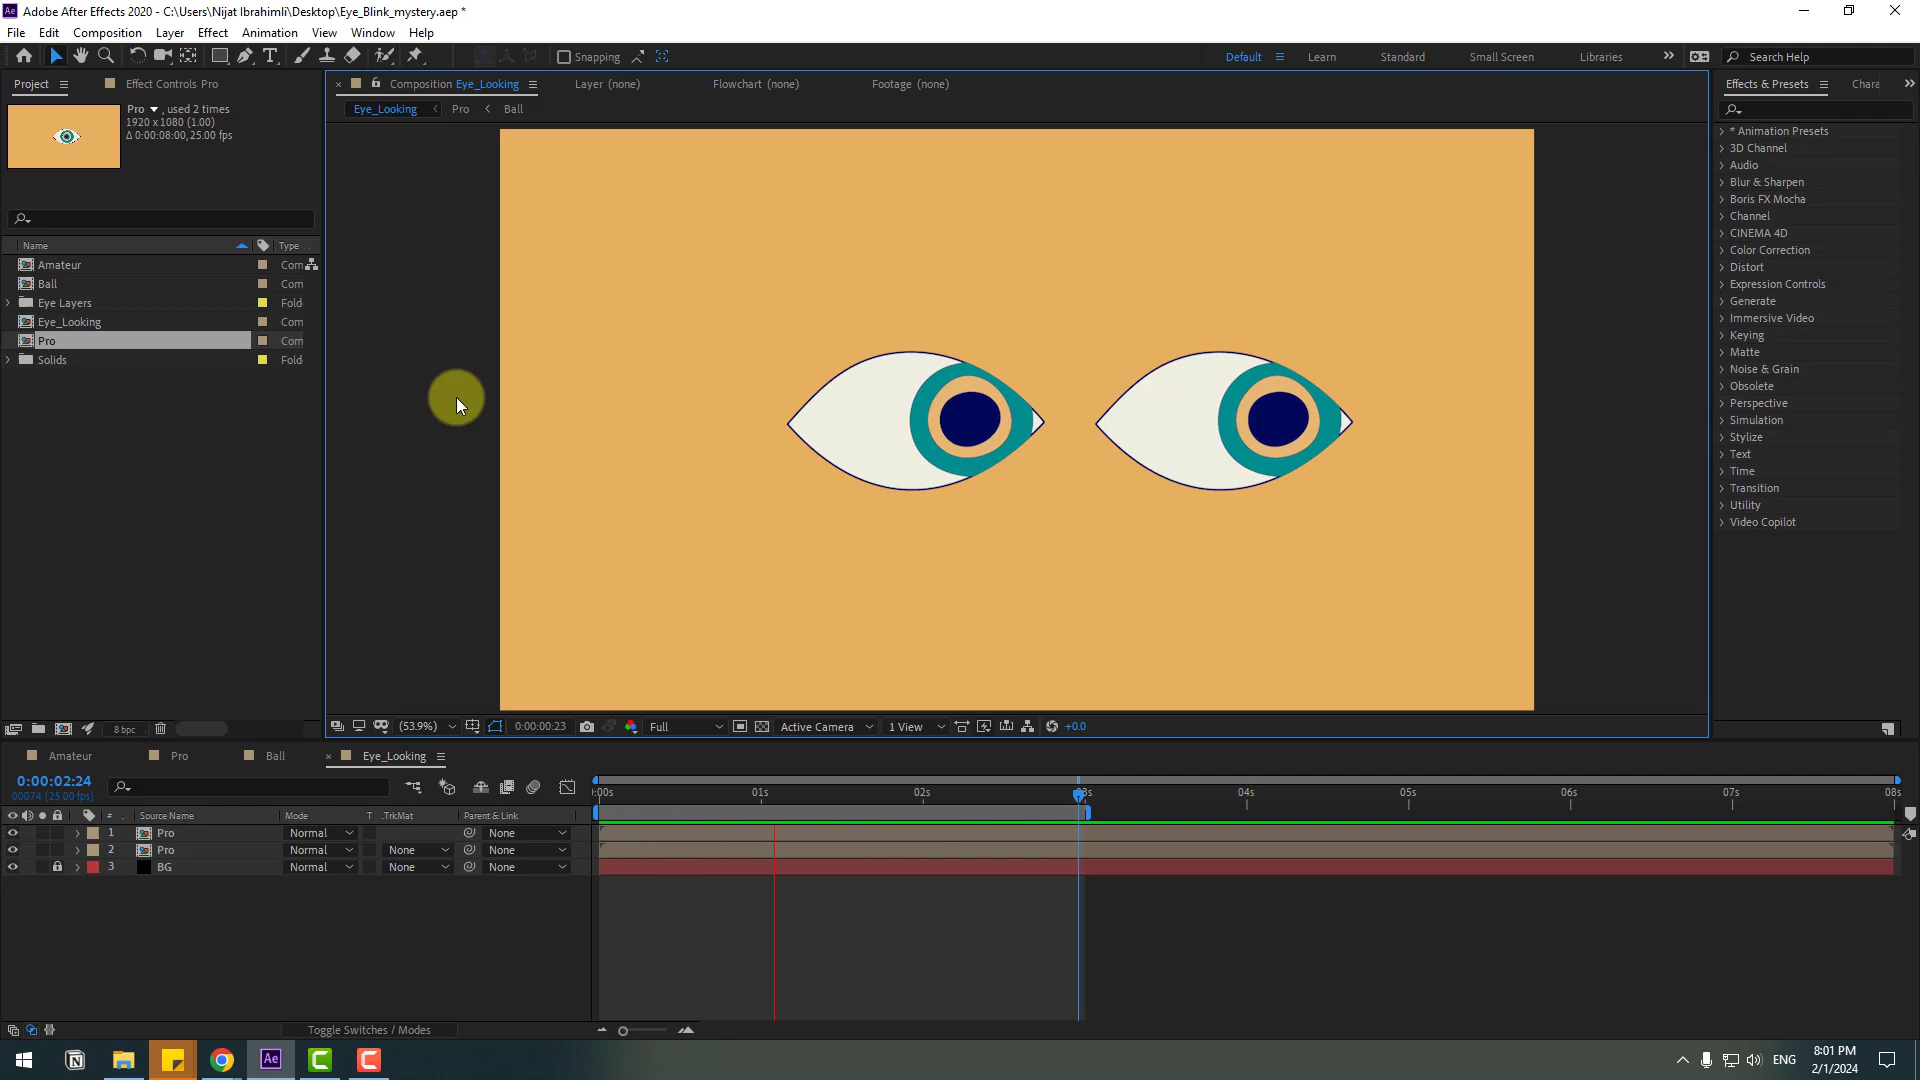 Adobe After Effects 2020 - C:\Users\Nijat Ibrahimli\Desktop\Eye_Blink_mystery.aep *
File Edit Composition Layer Effect Animation View Window Help
Snapping
Default Learn Standard Small Screen Libraries Search Help
Project Effect Controls Pro
Composition Eye_Looking Layer (none) Flowchart (none) Footage (none)
Effects & Presets Chara
Pro , used 2 times
1920 x 1080 (1.00)
Δ 0:00:08:00, 25.00 fps
Eye_Looking Pro Ball
Name Type
Amateur Com
Ball Com
Eye Layers Fold
Eye_Looking Com
Pro Com
Solids Fold
* Animation Presets
3D Channel
Audio
Blur & Sharpen
Boris FX Mocha
Channel
CINEMA 4D
Color Correction
Distort
Expression Controls
Generate
Immersive Video
Keying
Matte
Noise & Grain
Obsolete
Perspective
Simulation
Stylize
Text
Time
Transition
Utility
Video Copilot
8 bpc
(53.9%) 0:00:00:23 Full Active Camera 1 View +0.0
Amateur Pro Ball Eye_Looking
0:00:02:24
00074 (25.00 fps)
:00s 01s 02s 03s 04s 05s 06s 07s 08s
# Source Name Mode T .TrkMat Parent & Link
1 Pro Normal None
2 Pro Normal None None
3 BG Normal None None
Toggle Switches / Modes
Ae
ENG
8:01 PM
2/1/2024